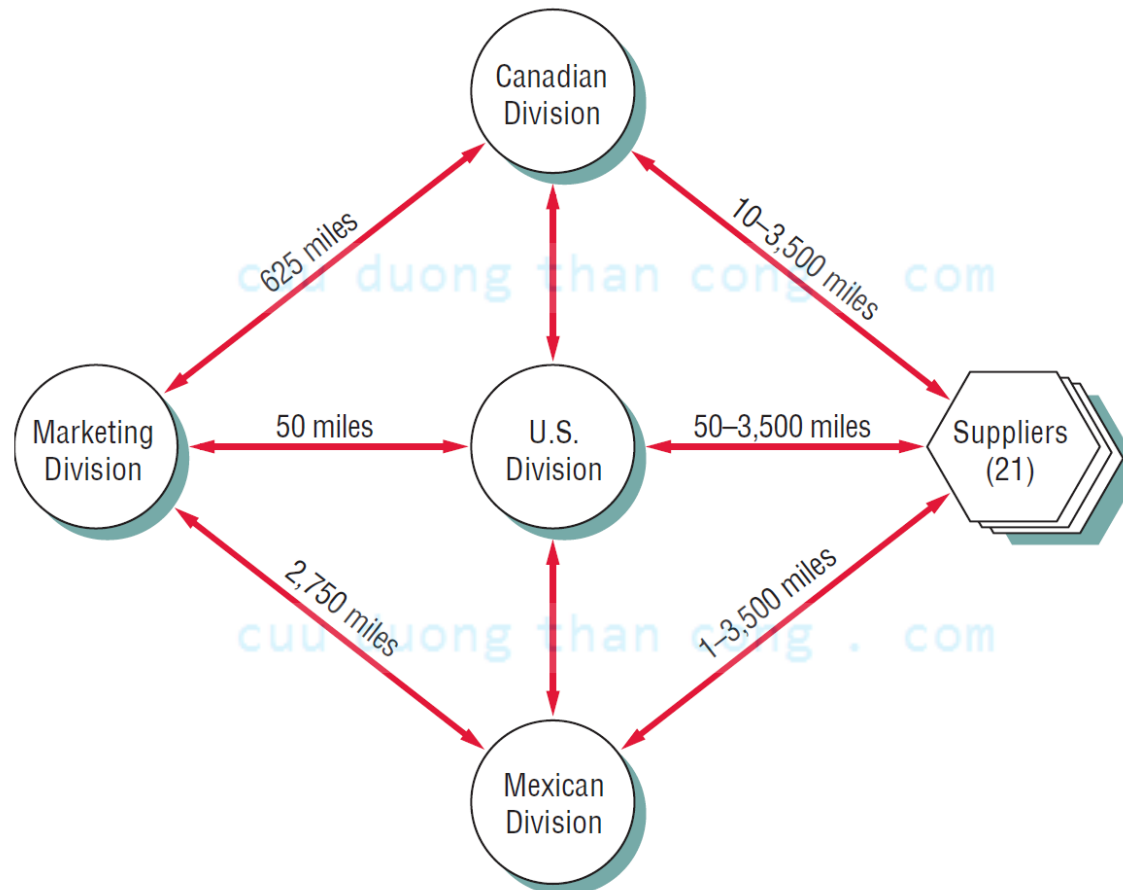 Canadian
Division
625 miles
10–3,500 miles
cuu duong than cong . com
Marketing
Division
50 miles
U.S.
Division
50–3,500 miles
Suppliers
(21)
2,750 miles
1–3,500 miles
cuu duong than cong . com
Mexican
Division